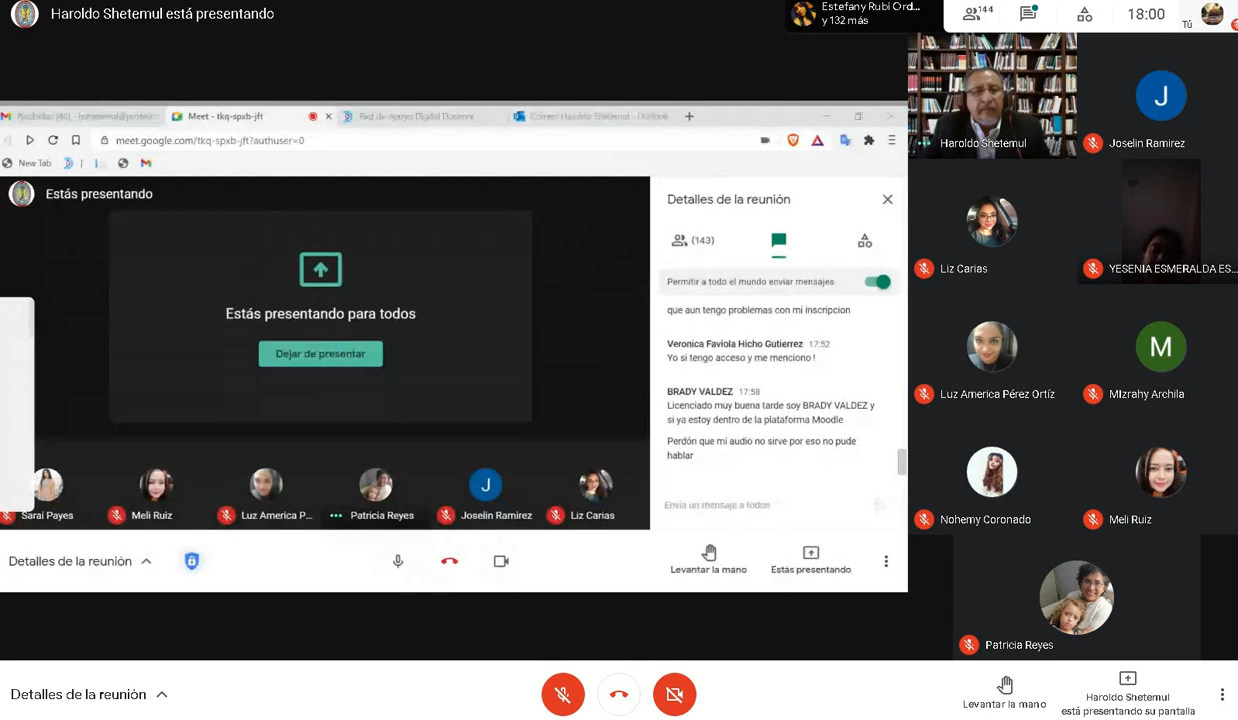 Haroldo Shetemul está presentando
Estefany Rubi Ord...
y 132 más
144
18:00
Tú
Meet - tkq-spxb-jft
Red de Apoyo Digital Docente
Correo: Haroldo Shetemul - Outlook
meet.google.com/tkq-spxb-jft?authuser=0
New Tab
Estás presentando
Estás presentando para todos
Dejar de presentar
Sarai Payes
Meli Ruiz
Luz America P...
Patricia Reyes
Joselin Ramirez
Liz Carias
Detalles de la reunión
Levantar la mano
Estás presentando
Detalles de la reunión
(143)
Permitir a todo el mundo enviar mensajes
que aun tengo problemas con mi inscripcion
Veronica Faviola Hicho Gutierrez 17:52
Yo si tengo acceso y me menciono !
BRADY VALDEZ 17:58
Licenciado muy buena tarde soy BRADY VALDEZ y
si ya estoy dentro de la plataforma Moodle
Perdón que mi audio no sirve por eso no pude
hablar
Envía un mensaje a todos
Haroldo Shetemul
J
Joselin Ramirez
Liz Carias
YESENIA ESMERALDA ES...
Luz America Pérez Ortíz
M
MIzrahy Archila
Nohemy Coronado
Meli Ruiz
Patricia Reyes
J
Detalles de la reunión
Levantar la mano
Haroldo Shetemul
está presentando su pantalla